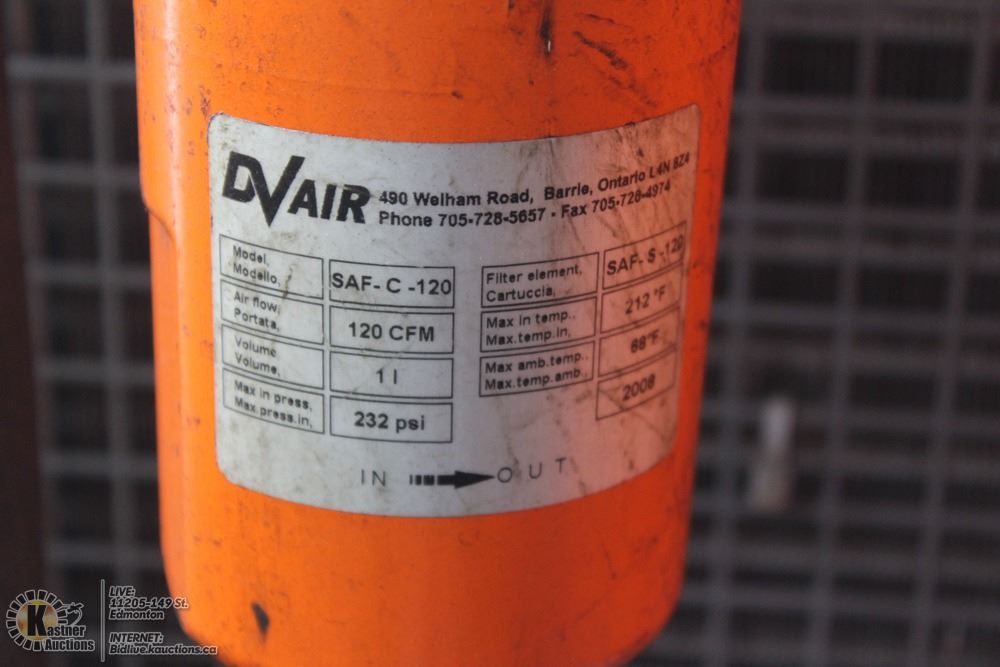 DVAIR
490 Welham Road, Barrie, Ontario L4N 8Z4
Phone 705-728-5657 - Fax 705-728-4974
Model,
Modello,
SAF- C -120
Filter element,
Cartuccia,
SAF- S -120
Air flow,
Portata,
120 CFM
Max in temp.,
Max.temp.in,
212 °F
Volume
Volume,
1 l
Max amb.temp.,
Max.temp.amb,
68°F
Max in press,
Max.press.in,
232 psi
2008
IN OUT
Kastner
Auctions
LIVE:
11205-149 St.
Edmonton
INTERNET:
Bidlive.kauctions.ca